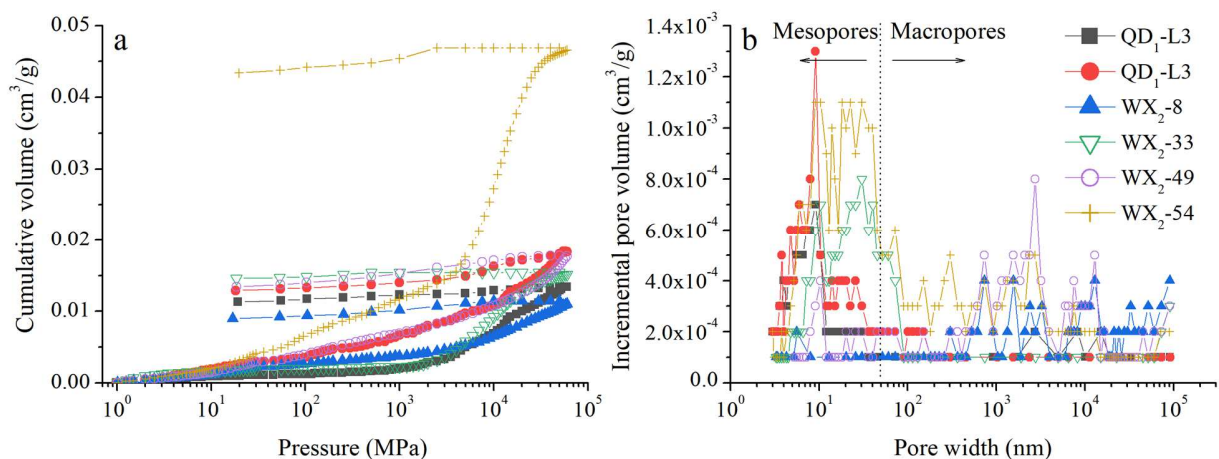 a
Cumulative volume (cm³/g)
0.05
0.04
0.03
0.02
0.01
0.00
10⁰
10¹
10²
10³
10⁴
10⁵
Pressure (MPa)
b
Mesopores
Macropores
Incremental pore volume (cm³/g)
1.4x10⁻³
1.2x10⁻³
1.0x10⁻³
8.0x10⁻⁴
6.0x10⁻⁴
4.0x10⁻⁴
2.0x10⁻⁴
0.0
10¹
10²
10³
10⁴
10⁵
Pore width (nm)
QD₁-L3
QD₁-L3
WX₂-8
WX₂-33
WX₂-49
WX₂-54